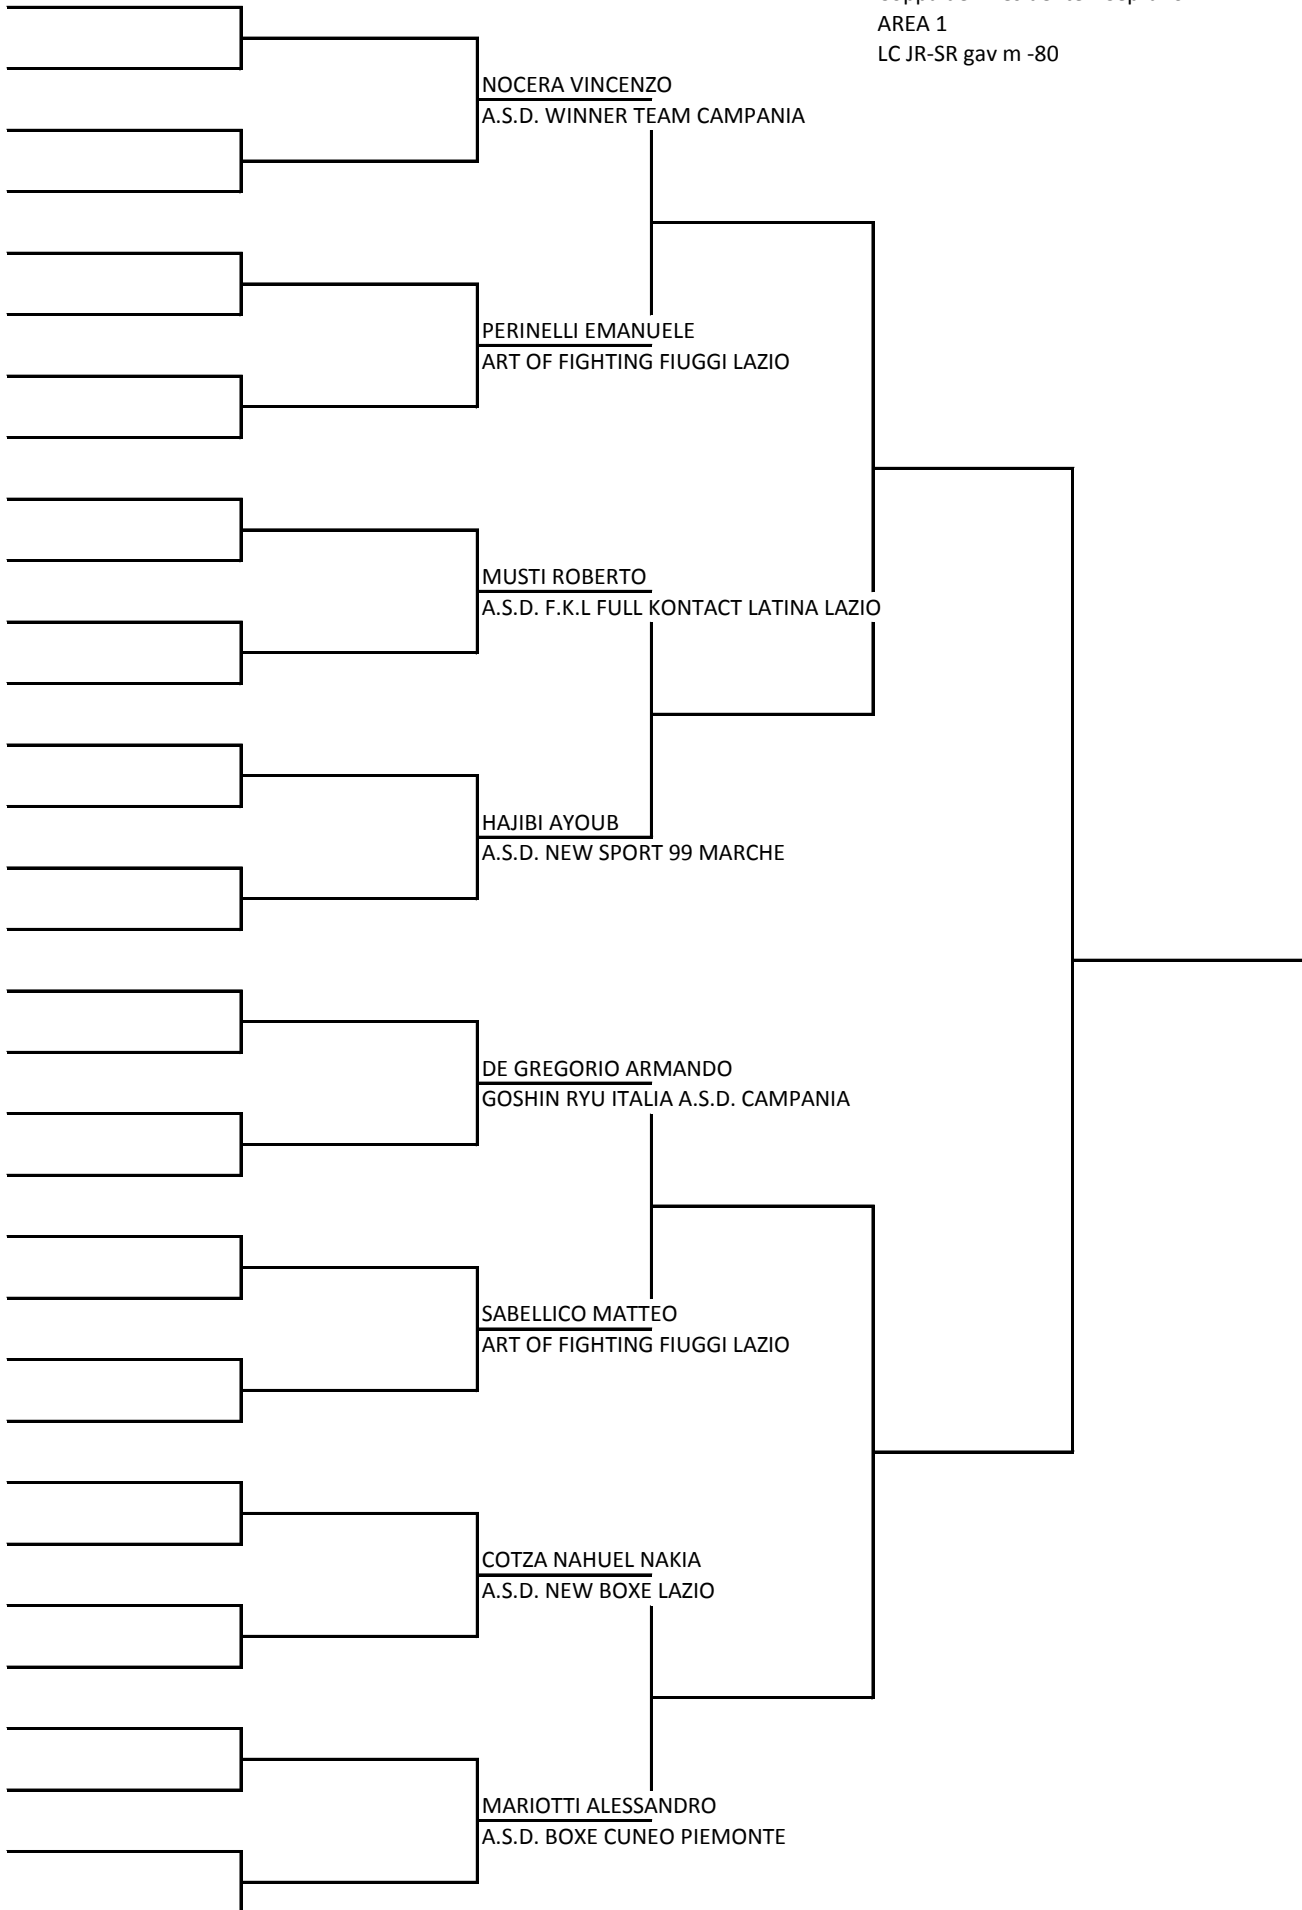 AREA 1
LC JR-SR gav m -80
NOCERA VINCENZO
A.S.D. WINNER TEAM CAMPANIA
PERINELLI EMANUELE
ART OF FIGHTING FIUGGI LAZIO
MUSTI ROBERTO
A.S.D. F.K.L FULL KONTACT LATINA LAZIO
HAJIBI AYOUB
A.S.D. NEW SPORT 99 MARCHE
DE GREGORIO ARMANDO
GOSHIN RYU ITALIA A.S.D. CAMPANIA
SABELLICO MATTEO
ART OF FIGHTING FIUGGI LAZIO
COTZA NAHUEL NAKIA
A.S.D. NEW BOXE LAZIO
MARIOTTI ALESSANDRO
A.S.D. BOXE CUNEO PIEMONTE